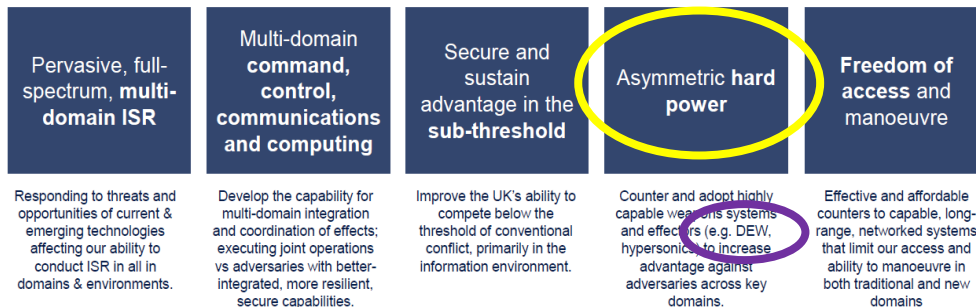 Pervasive, full-
spectrum, multi-
domain ISR
Responding to threats and
opportunities of current &
emerging technologies
affecting our ability to
conduct ISR in all in
domains & environments.
Multi-domain
command,
control,
communications
and computing
Develop the capability for
multi-domain integration
and coordination of effects;
executing joint operations
vs adversaries with better-
integrated, more resilient,
secure capabilities.
Secure and
sustain
advantage in the
sub-threshold
Improve the UK's ability to
compete below the
threshold of conventional
conflict, primarily in the
information environment.
Asymmetric hard
power
Counter and adopt highly
capable weapons systems
and effectors (e.g. DEW,
hypersonics) to increase
advantage against
adversaries across key
domains.
Freedom of
access and
manoeuvre
Effective and affordable
counters to capable, long-
range, networked systems
that limit our access and
ability to manoeuvre in
both traditional and new
domains